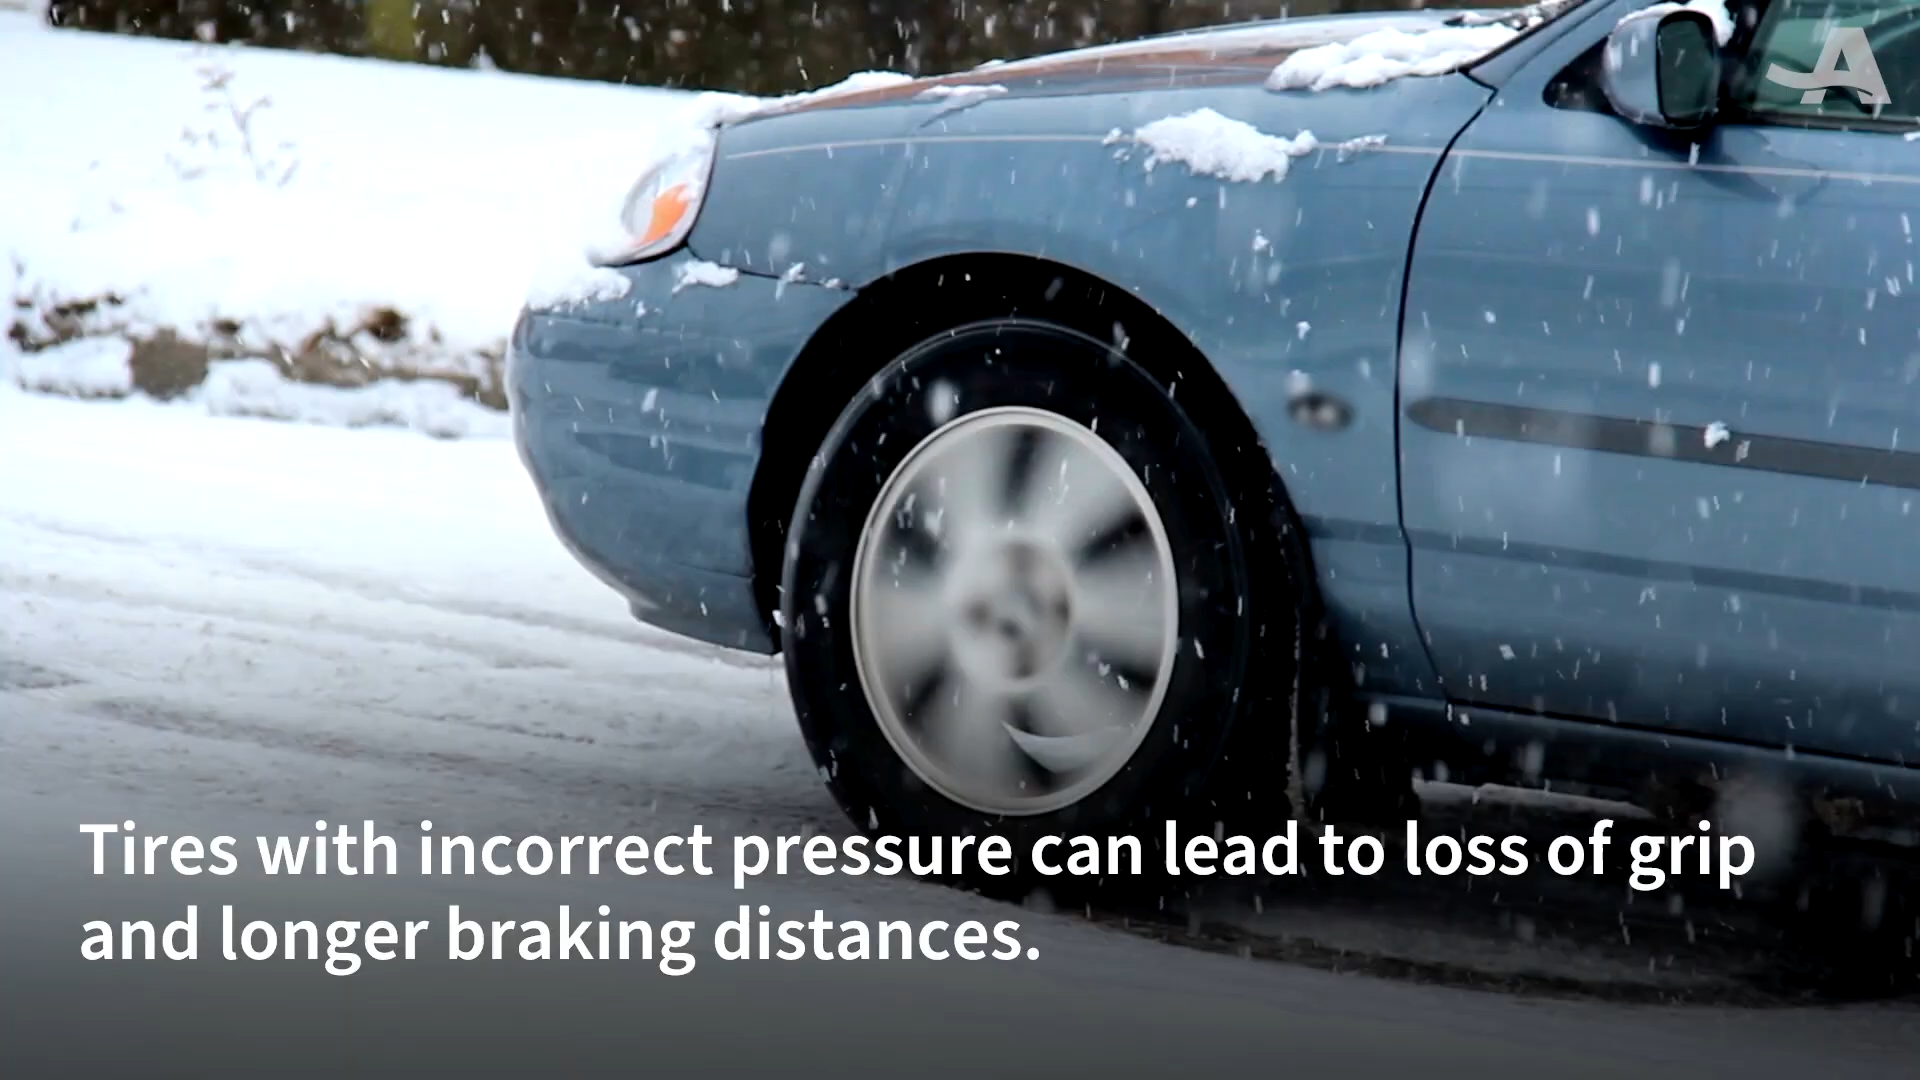 Tires with incorrect pressure can lead to loss of grip
and longer braking distances.